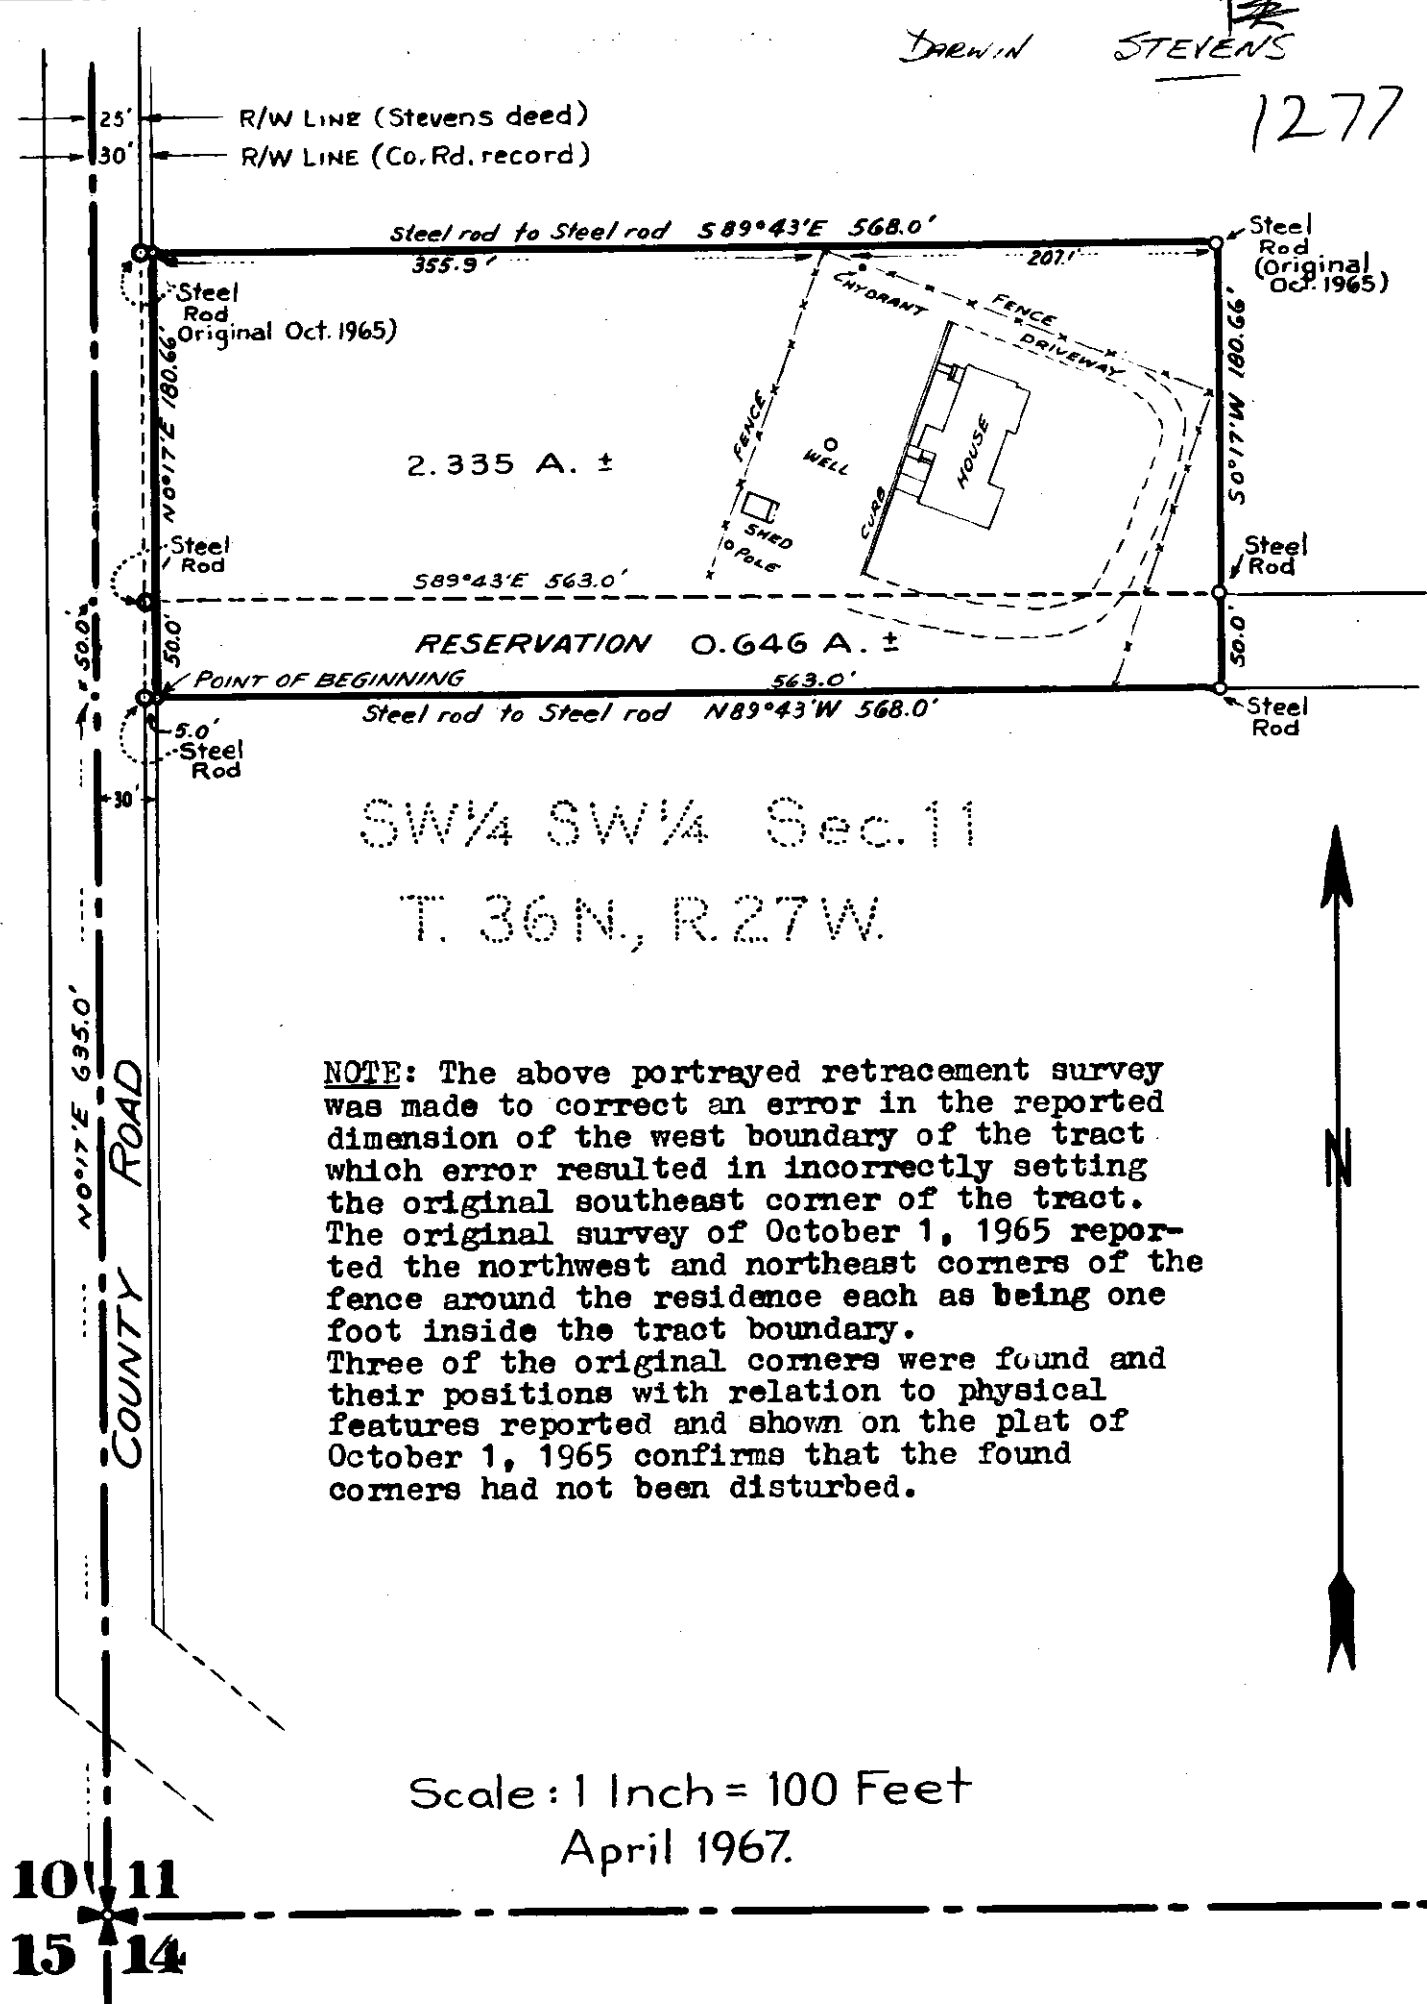 DARWIN STEVENS
1277
25' R/W LINE (Stevens deed)
30' R/W LINE (Co. Rd. record)
Steel rod to Steel rod S89°43'E 568.0'
355.9'
207.1'
Steel
Rod
(Original
Oct. 1965)
Steel
Rod
Original Oct. 1965)
HYDRANT
FENCE
DRIVEWAY
N0°17'E 180.66'
S0°17'W 180.66'
FENCE
2.335 A. ±
WELL
HOUSE
CURB
SHED
POLE
Steel
Rod
Steel
Rod
S89°43'E 563.0'
50.0'
50.0'
50.0'
RESERVATION 0.646 A. ±
POINT OF BEGINNING
563.0'
Steel rod to Steel rod N89°43'W 568.0'
5.0'
Steel
Rod
Steel
Rod
30'
SW¼ SW¼ Sec. 11
T. 36N., R.27W.
N0°17'E 635.0'
COUNTY ROAD
N
NOTE: The above portrayed retracement survey
was made to correct an error in the reported
dimension of the west boundary of the tract
which error resulted in incorrectly setting
the original southeast corner of the tract.
The original survey of October 1, 1965 repor-
ted the northwest and northeast corners of the
fence around the residence each as being one
foot inside the tract boundary.
Three of the original corners were found and
their positions with relation to physical
features reported and shown on the plat of
October 1, 1965 confirms that the found
corners had not been disturbed.
Scale: 1 Inch = 100 Feet
April 1967.
10 11
15 14